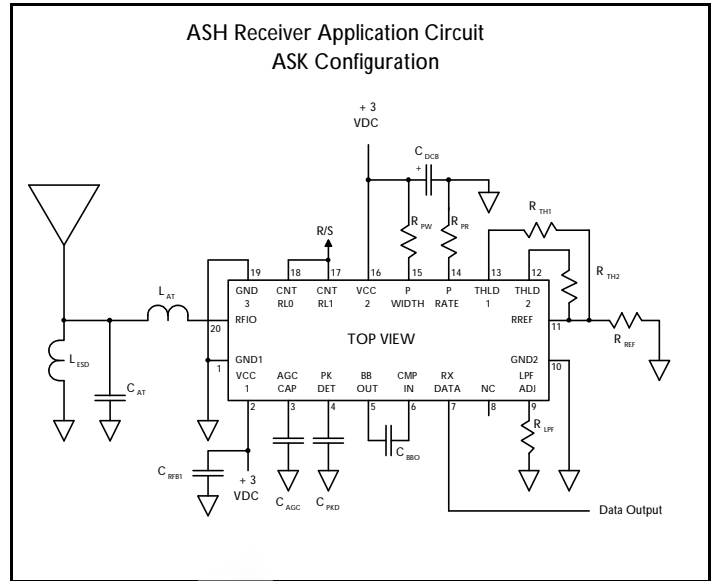 ASH Receiver Application Circuit
ASK Configuration
+ 3
VDC
C DCB
+
R/S
R PW
R PR
R TH1
R TH2
R REF
L AT
L ESD
C AT
19 18 17 16 15 14 13 12
GND CNT CNT VCC P P THLD THLD
3 RL0 RL1 2 WIDTH RATE 1 2
20 RFIO RREF 11
TOP VIEW
1 GND1 GND2 10
VCC AGC PK BB CMP RX NC LPF
1 CAP DET OUT IN DATA ADJ
2 3 4 5 6 7 8 9
C RFB1
+ 3
VDC
C AGC
C PKD
C BBO
R LPF
Data Output